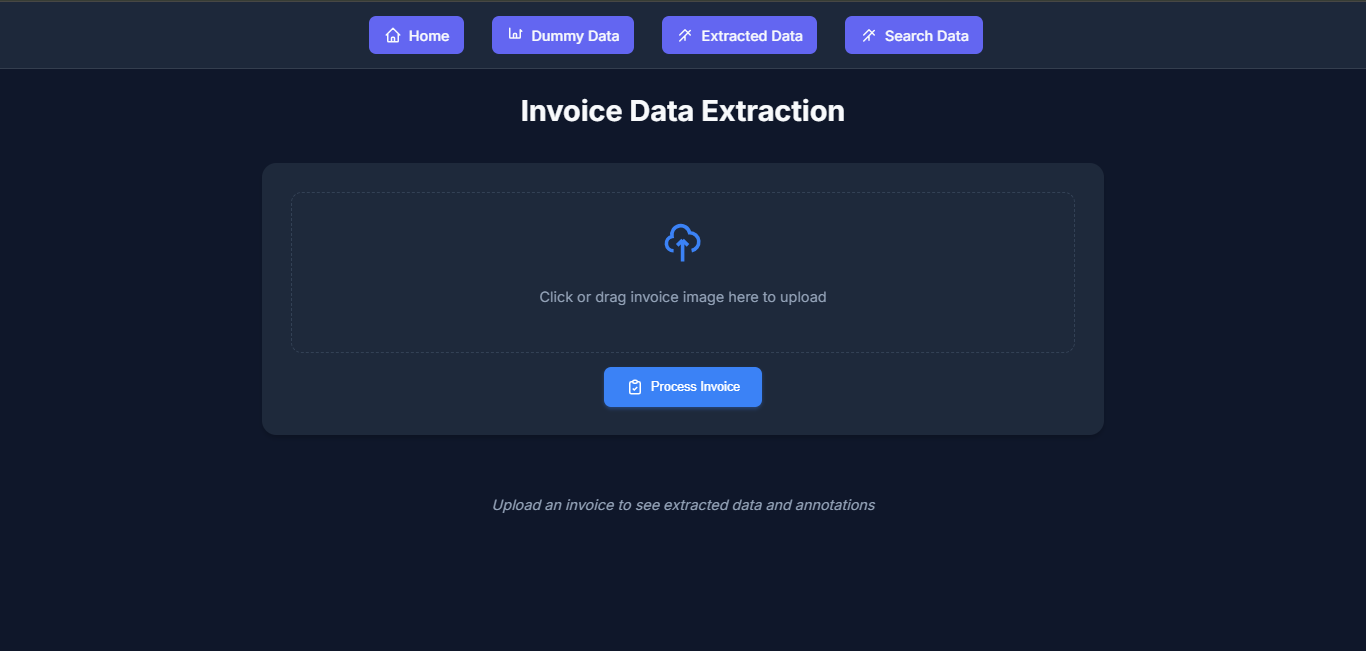 Home
Dummy Data
Extracted Data
Search Data
Invoice Data Extraction
Click or drag invoice image here to upload
Process Invoice
Upload an invoice to see extracted data and annotations